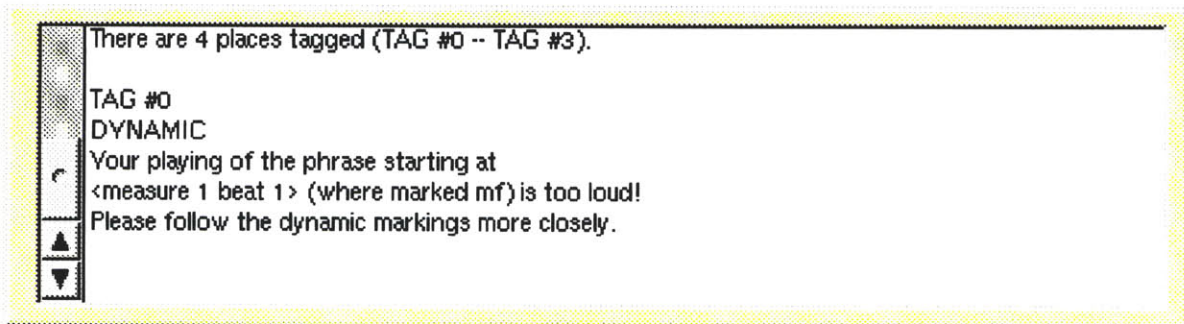 There are 4 places tagged (TAG #0 -- TAG #3).
TAG #0
DYNAMIC
Your playing of the phrase starting at
<measure 1 beat 1> (where marked mf) is too loud!
Please follow the dynamic markings more closely.